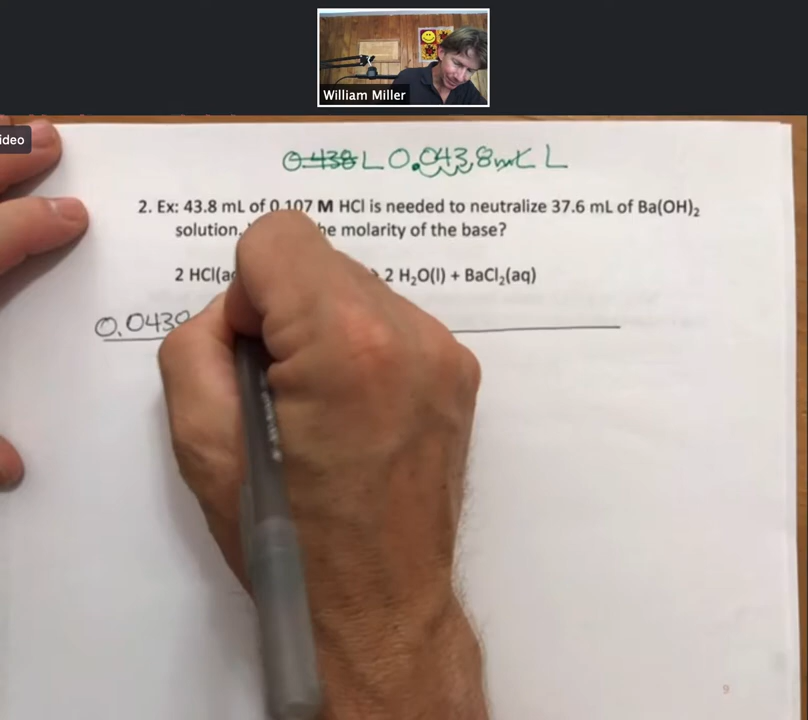 William Miller
ideo
0.438 L 0.043.8 mL L
2. Ex: 43.8 mL of 0.107 M HCl is needed to neutralize 37.6 mL of Ba(OH)₂
solution. he molarity of the base?
2 HCl(a 2 H₂O(l) + BaCl₂(aq)
0.043
9